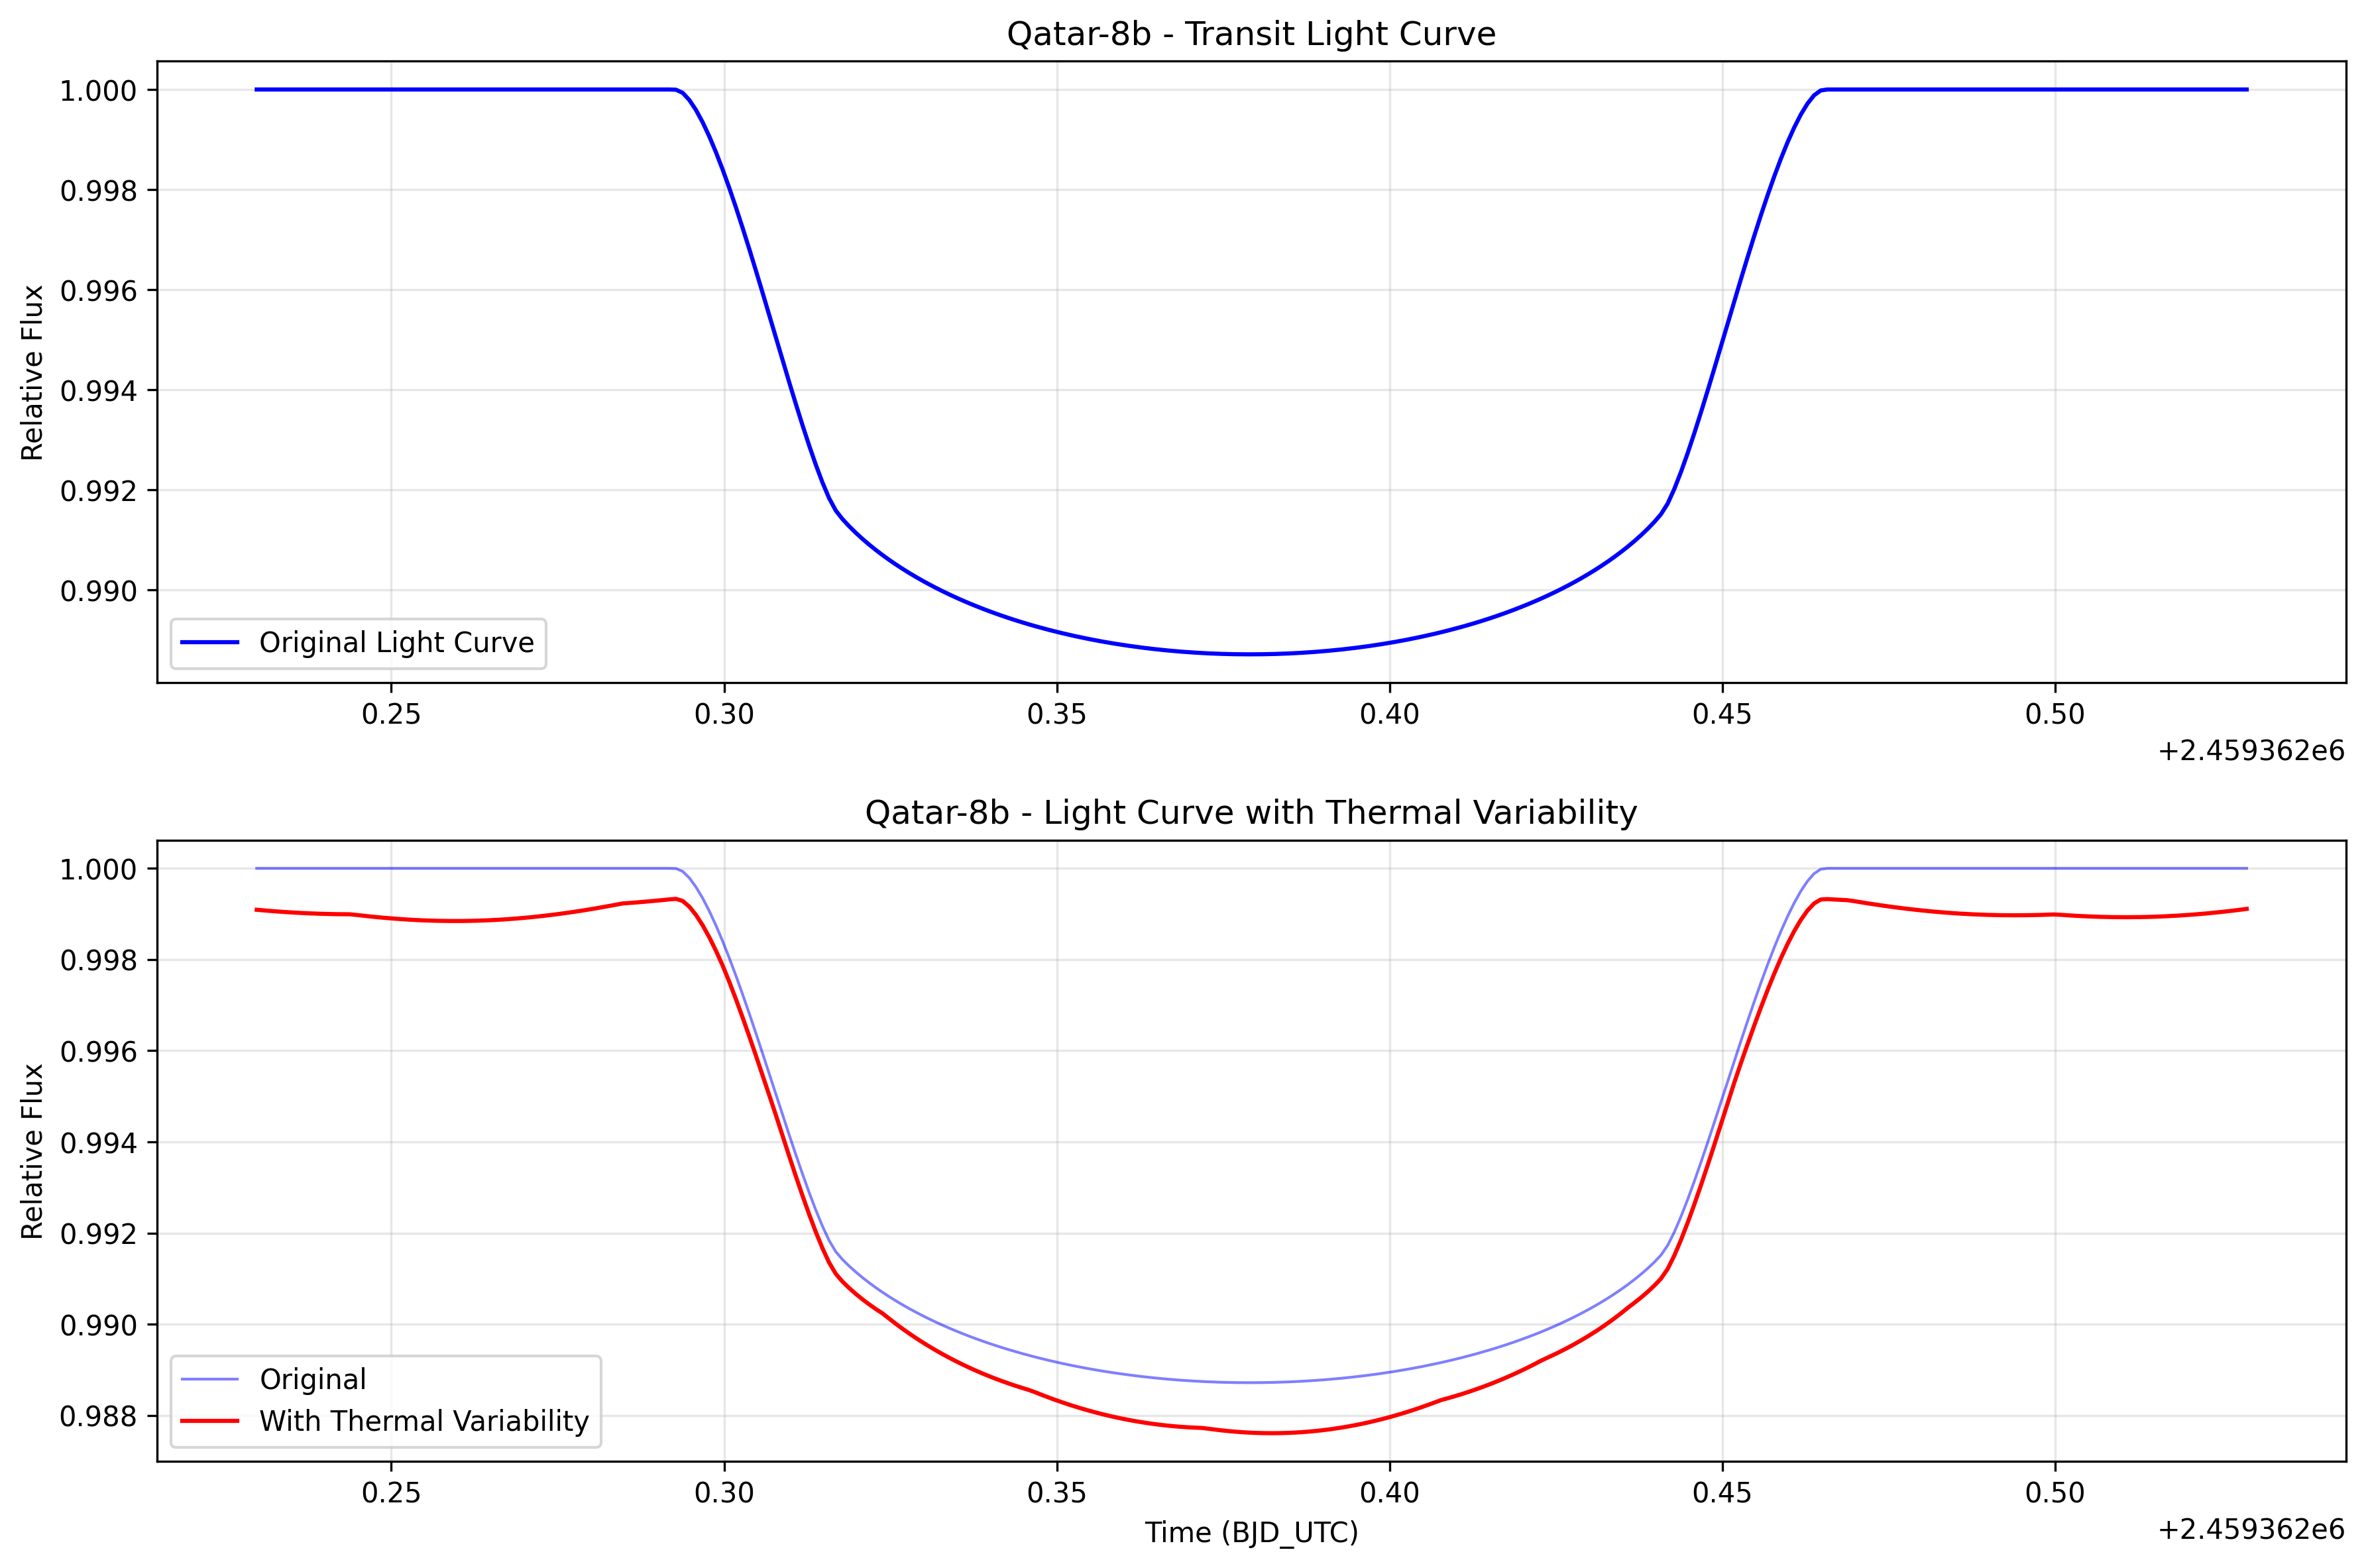 Qatar-8b - Transit Light Curve
1.000
0.998
0.996
0.994
0.992
0.990
Relative Flux
Original Light Curve
0.25 0.30 0.35 0.40 0.45 0.50
+2.459362e6
Qatar-8b - Light Curve with Thermal Variability
1.000
0.998
0.996
0.994
0.992
0.990
0.988
Relative Flux
Original
With Thermal Variability
0.25 0.30 0.35 0.40 0.45 0.50
+2.459362e6
Time (BJD_UTC)